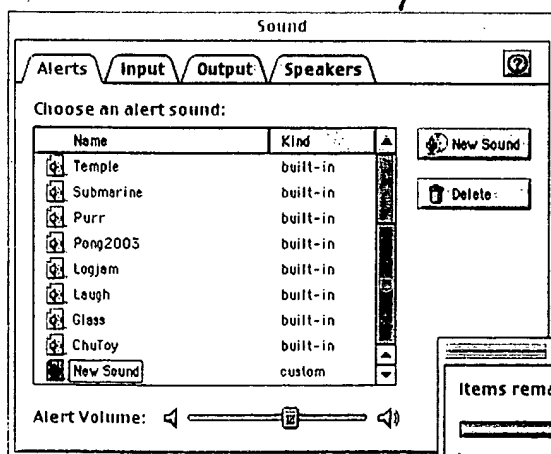 Sound
Alerts Input Output Speakers
Choose an alert sound:
Name Kind
Temple built-in
Submarine built-in
Purr built-in
Pong2003 built-in
Logjam built-in
Laugh built-in
Glass built-in
ChuToy built-in
New Sound custom
New Sound
Delete
Alert Volume:
Items rema